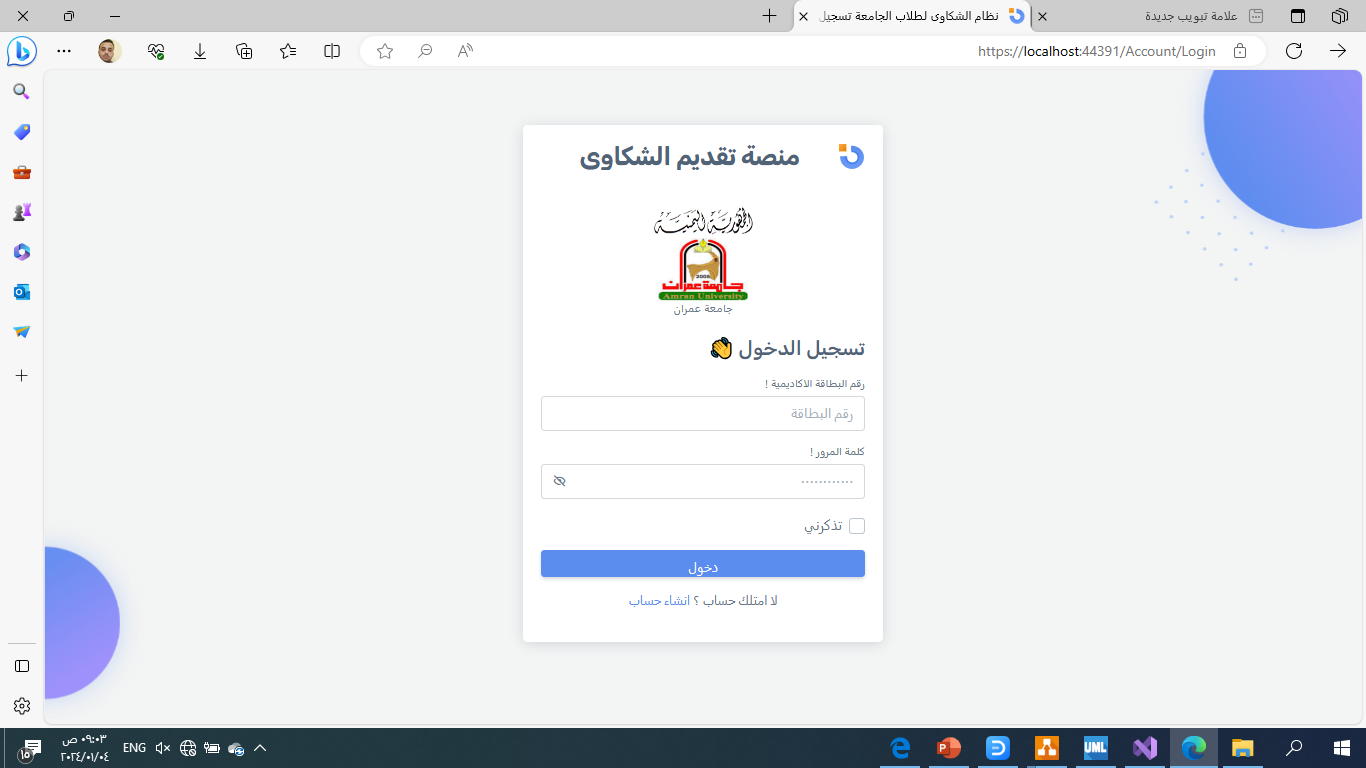 علامة تبويب جديدة
نظام الشكاوى لطلاب الجامعة تسجيل
https://localhost:44391/Account/Login
منصة تقديم الشكاوى
الجمهورية اليمنية
2008
جامعة عمران
Amran University
جامعة عمران
تسجيل الدخول 👏
رقم البطاقة الاكاديمية !
رقم البطاقة
كلمة المرور !
············
تذكرني
دخول
لا امتلك حساب ؟ انشاء حساب
UML
ENG
٠٩:٠٣ ص
٢٠٢٤/٠١/٠٤
١٥